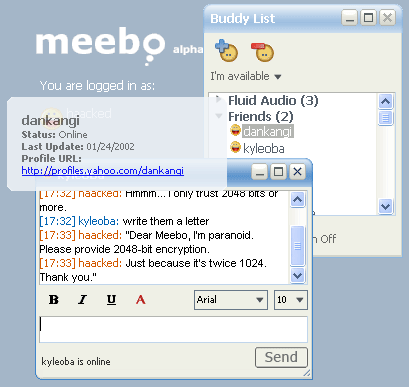 meebo alpha
You are logged in as:
haacked
Buddy List
I'm available
Fluid Audio (3)
Friends (2)
dankangi
kyleoba
n Off
dankangi
Status: Online
Last Update: 01/24/2002
Profile URL:
http://profiles.yahoo.com/dankangi
[17:32] haacked: Hmmm... I only trust 2048 bits or
more.
[17:32] kyleoba: write them a letter
[17:33] haacked: "Dear Meebo, I'm paranoid.
Please provide 2048-bit encryption.
[17:33] haacked: Just because it's twice 1024.
Thank you."
B I U A Arial 10
kyleoba is online
Send